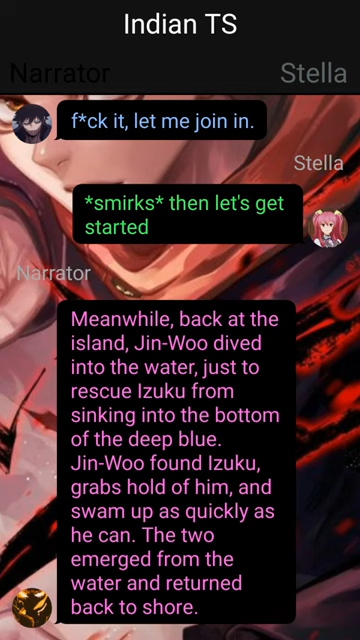 Indian TS
Narrator
Stella
f*ck it, let me join in.
Stella
*smirks* then let's get
started
Narrator
Meanwhile, back at the
island, Jin-Woo dived
into the water, just to
rescue Izuku from
sinking into the bottom
of the deep blue.
Jin-Woo found Izuku,
grabs hold of him, and
swam up as quickly as
he can. The two
emerged from the
water and returned
back to shore.